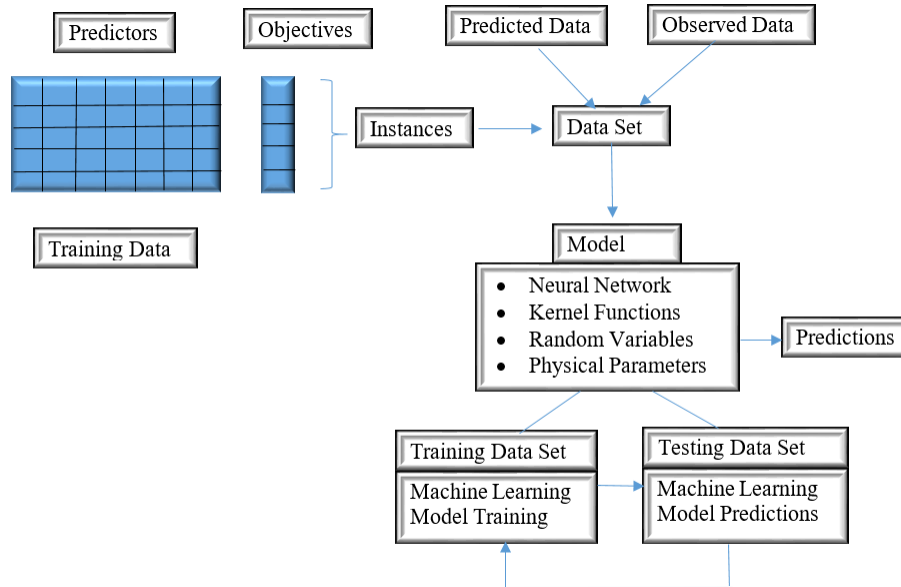 Predictors
Objectives
Predicted Data
Observed Data
Instances
Data Set
Training Data
Model
• Neural Network
• Kernel Functions
• Random Variables
• Physical Parameters
Predictions
Training Data Set
Machine Learning
Model Training
Testing Data Set
Machine Learning
Model Predictions